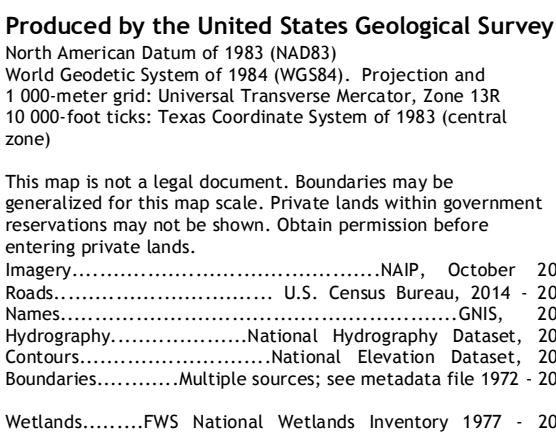 Produced by the United States Geological Survey
North American Datum of 1983 (NAD83)
World Geodetic System of 1984 (WGS84). Projection and
1 000-meter grid: Universal Transverse Mercator, Zone 13R
10 000-foot ticks: Texas Coordinate System of 1983 (central
zone)
This map is not a legal document. Boundaries may be
generalized for this map scale. Private lands within government
reservations may not be shown. Obtain permission before
entering private lands.
Imagery..........................................NAIP, October 20
Roads.............................. U.S. Census Bureau, 2014 - 20
Names..................................................GNIS, 20
Hydrography..................National Hydrography Dataset, 20
Contours..........................National Elevation Dataset, 20
Boundaries............Multiple sources; see metadata file 1972 - 20
Wetlands.........FWS National Wetlands Inventory 1977 - 20